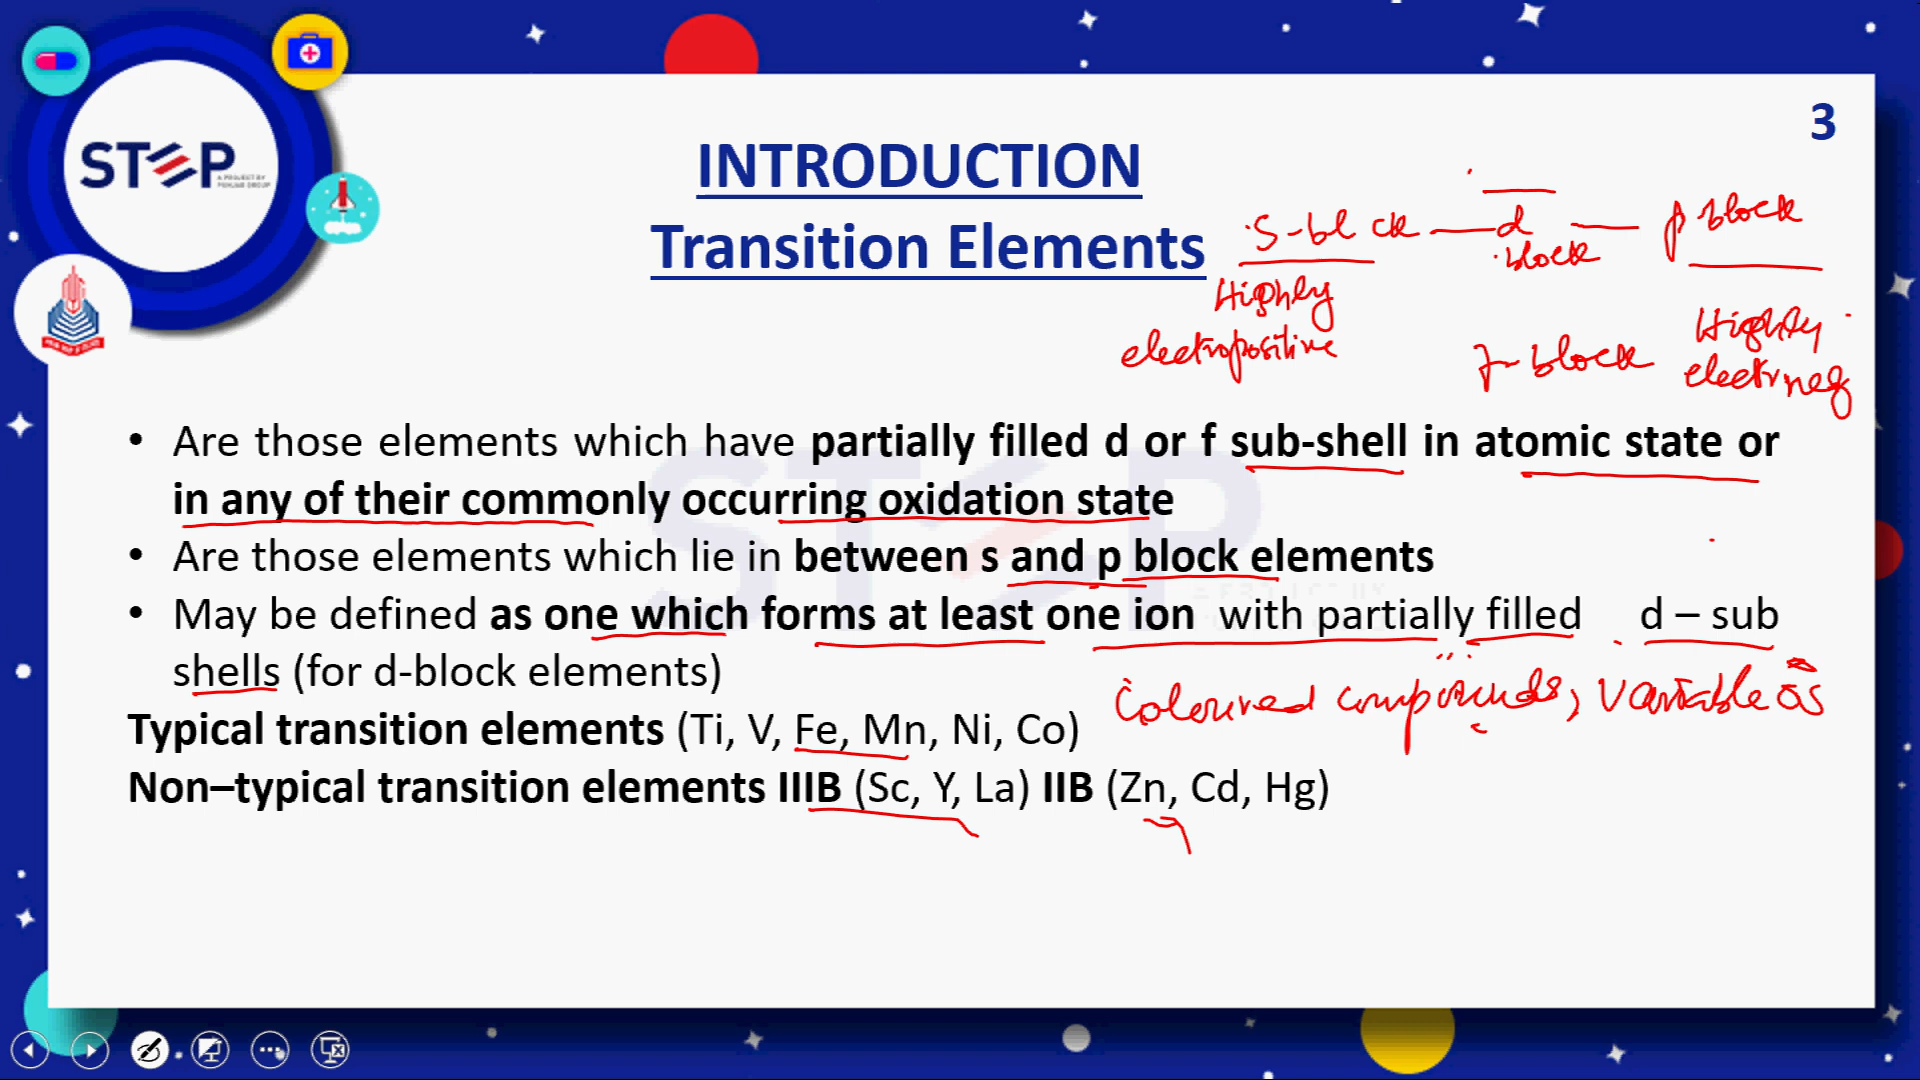 STEP
A PROJECT BY
PUNJAB GROUP
3
INTRODUCTION
Transition Elements
S-block — d — p block
block
Highly
electropositive
f-block
Highly
electroneg
• Are those elements which have partially filled d or f sub-shell in atomic state or
in any of their commonly occurring oxidation state
• Are those elements which lie in between s and p block elements
• May be defined as one which forms at least one ion with partially filled d – sub
shells (for d-block elements)
Coloured compounds, variable os
Typical transition elements (Ti, V, Fe, Mn, Ni, Co)
Non–typical transition elements IIIB (Sc, Y, La) IIB (Zn, Cd, Hg)